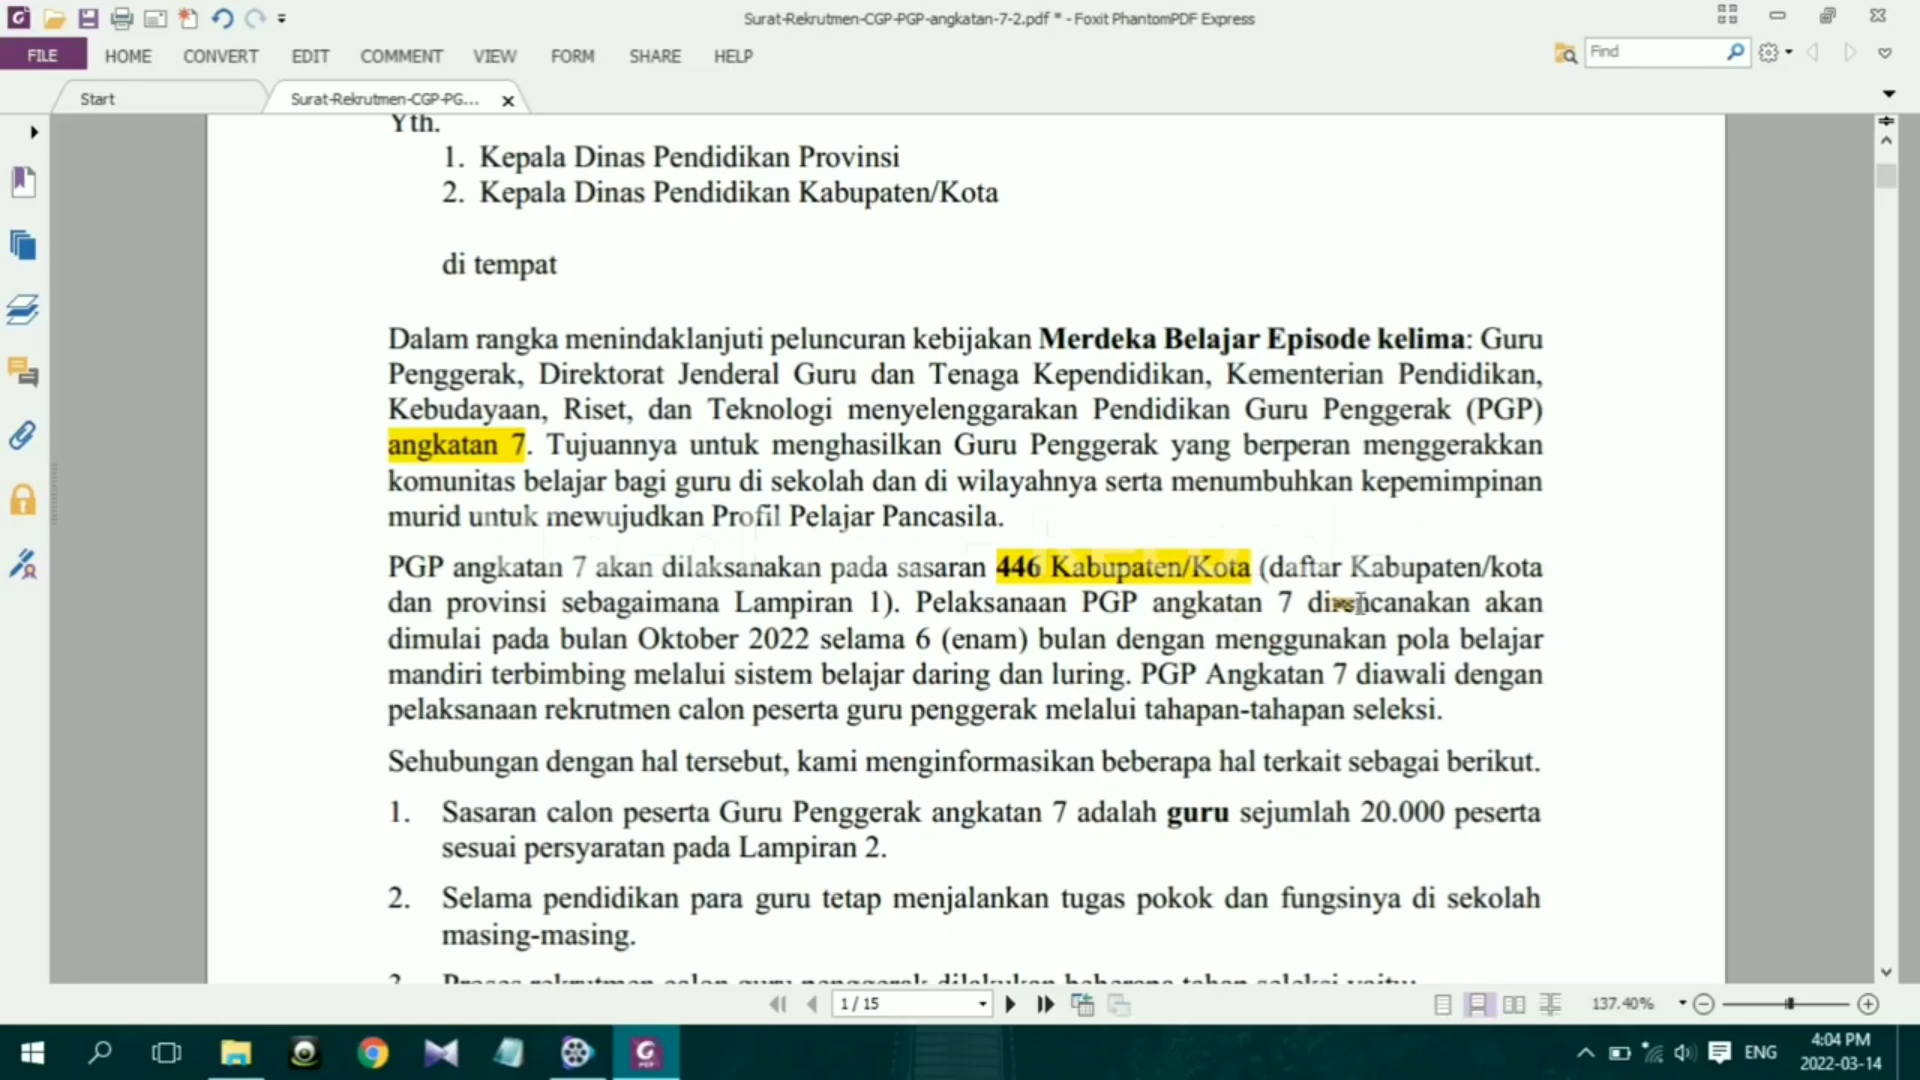 Surat-Rekrutmen-CGP-PGP-angkatan-7-2.pdf * - Foxit PhantomPDF Express
FILE HOME CONVERT EDIT COMMENT VIEW FORM SHARE HELP
Find
Start Surat-Rekrutmen-CGP-PG...
Yth.
1. Kepala Dinas Pendidikan Provinsi
2. Kepala Dinas Pendidikan Kabupaten/Kota
di tempat
Dalam rangka menindaklanjuti peluncuran kebijakan Merdeka Belajar Episode kelima: Guru
Penggerak, Direktorat Jenderal Guru dan Tenaga Kependidikan, Kementerian Pendidikan,
Kebudayaan, Riset, dan Teknologi menyelenggarakan Pendidikan Guru Penggerak (PGP)
angkatan 7. Tujuannya untuk menghasilkan Guru Penggerak yang berperan menggerakkan
komunitas belajar bagi guru di sekolah dan di wilayahnya serta menumbuhkan kepemimpinan
murid untuk mewujudkan Profil Pelajar Pancasila.
PGP angkatan 7 akan dilaksanakan pada sasaran 446 Kabupaten/Kota (daftar Kabupaten/kota
dan provinsi sebagaimana Lampiran 1). Pelaksanaan PGP angkatan 7 direncanakan akan
dimulai pada bulan Oktober 2022 selama 6 (enam) bulan dengan menggunakan pola belajar
mandiri terbimbing melalui sistem belajar daring dan luring. PGP Angkatan 7 diawali dengan
pelaksanaan rekrutmen calon peserta guru penggerak melalui tahapan-tahapan seleksi.
Sehubungan dengan hal tersebut, kami menginformasikan beberapa hal terkait sebagai berikut.
1. Sasaran calon peserta Guru Penggerak angkatan 7 adalah guru sejumlah 20.000 peserta
sesuai persyaratan pada Lampiran 2.
2. Selama pendidikan para guru tetap menjalankan tugas pokok dan fungsinya di sekolah
masing-masing.
3. Proses rekrutmen calon guru penggerak dilakukan beberapa tahap seleksi yaitu:
1 / 15
137.40%
ENG
4:04 PM
2022-03-14